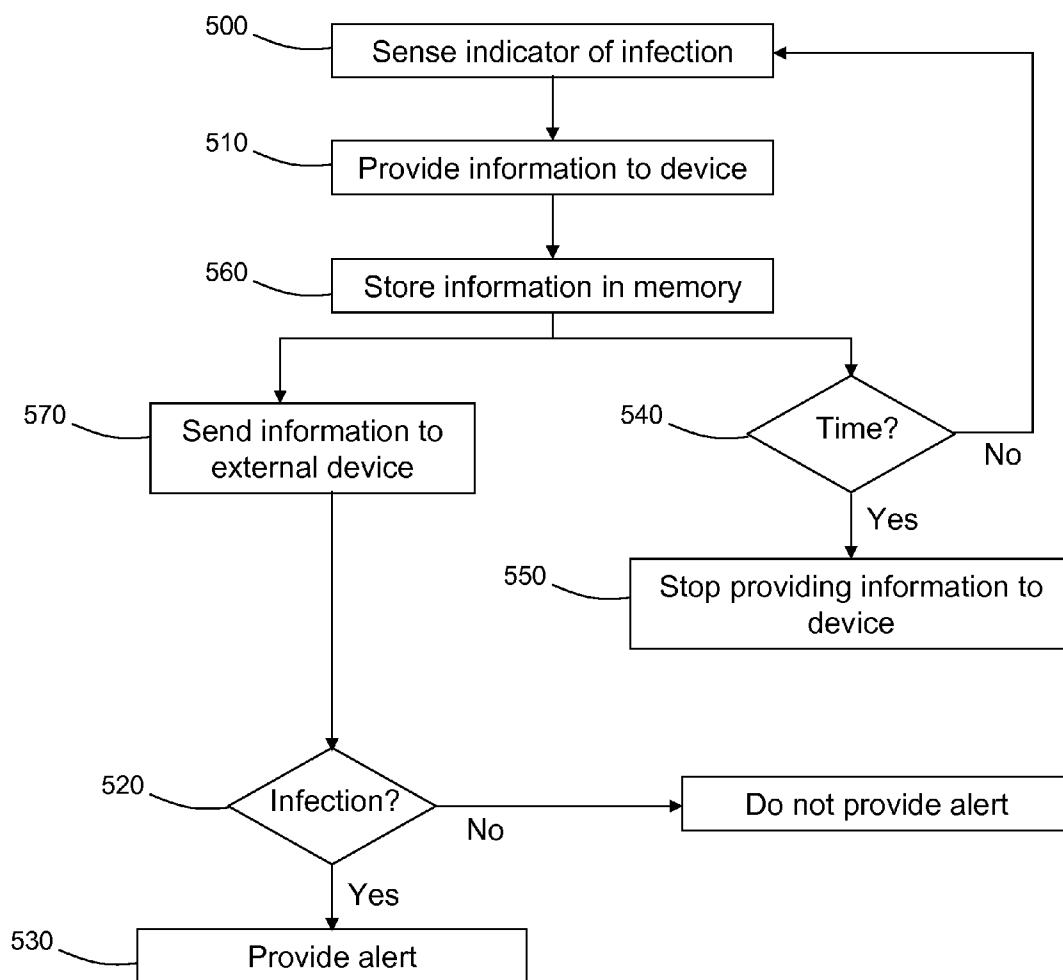 500
Sense indicator of infection
510
Provide information to device
560
Store information in memory
570
Send information to
external device
540
Time?
No
Yes
550
Stop providing information to
device
520
Infection?
No
Do not provide alert
Yes
530
Provide alert